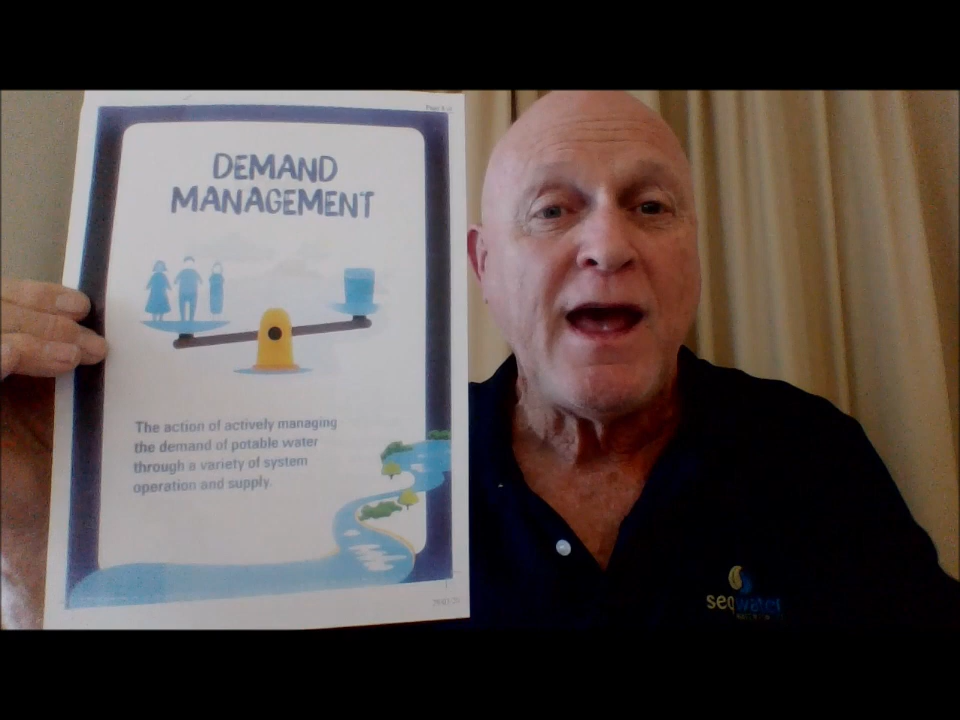 DEMAND
MANAGEMENT
The action of actively managing
the demand of potable water
through a variety of system
operation and supply.
seqwater